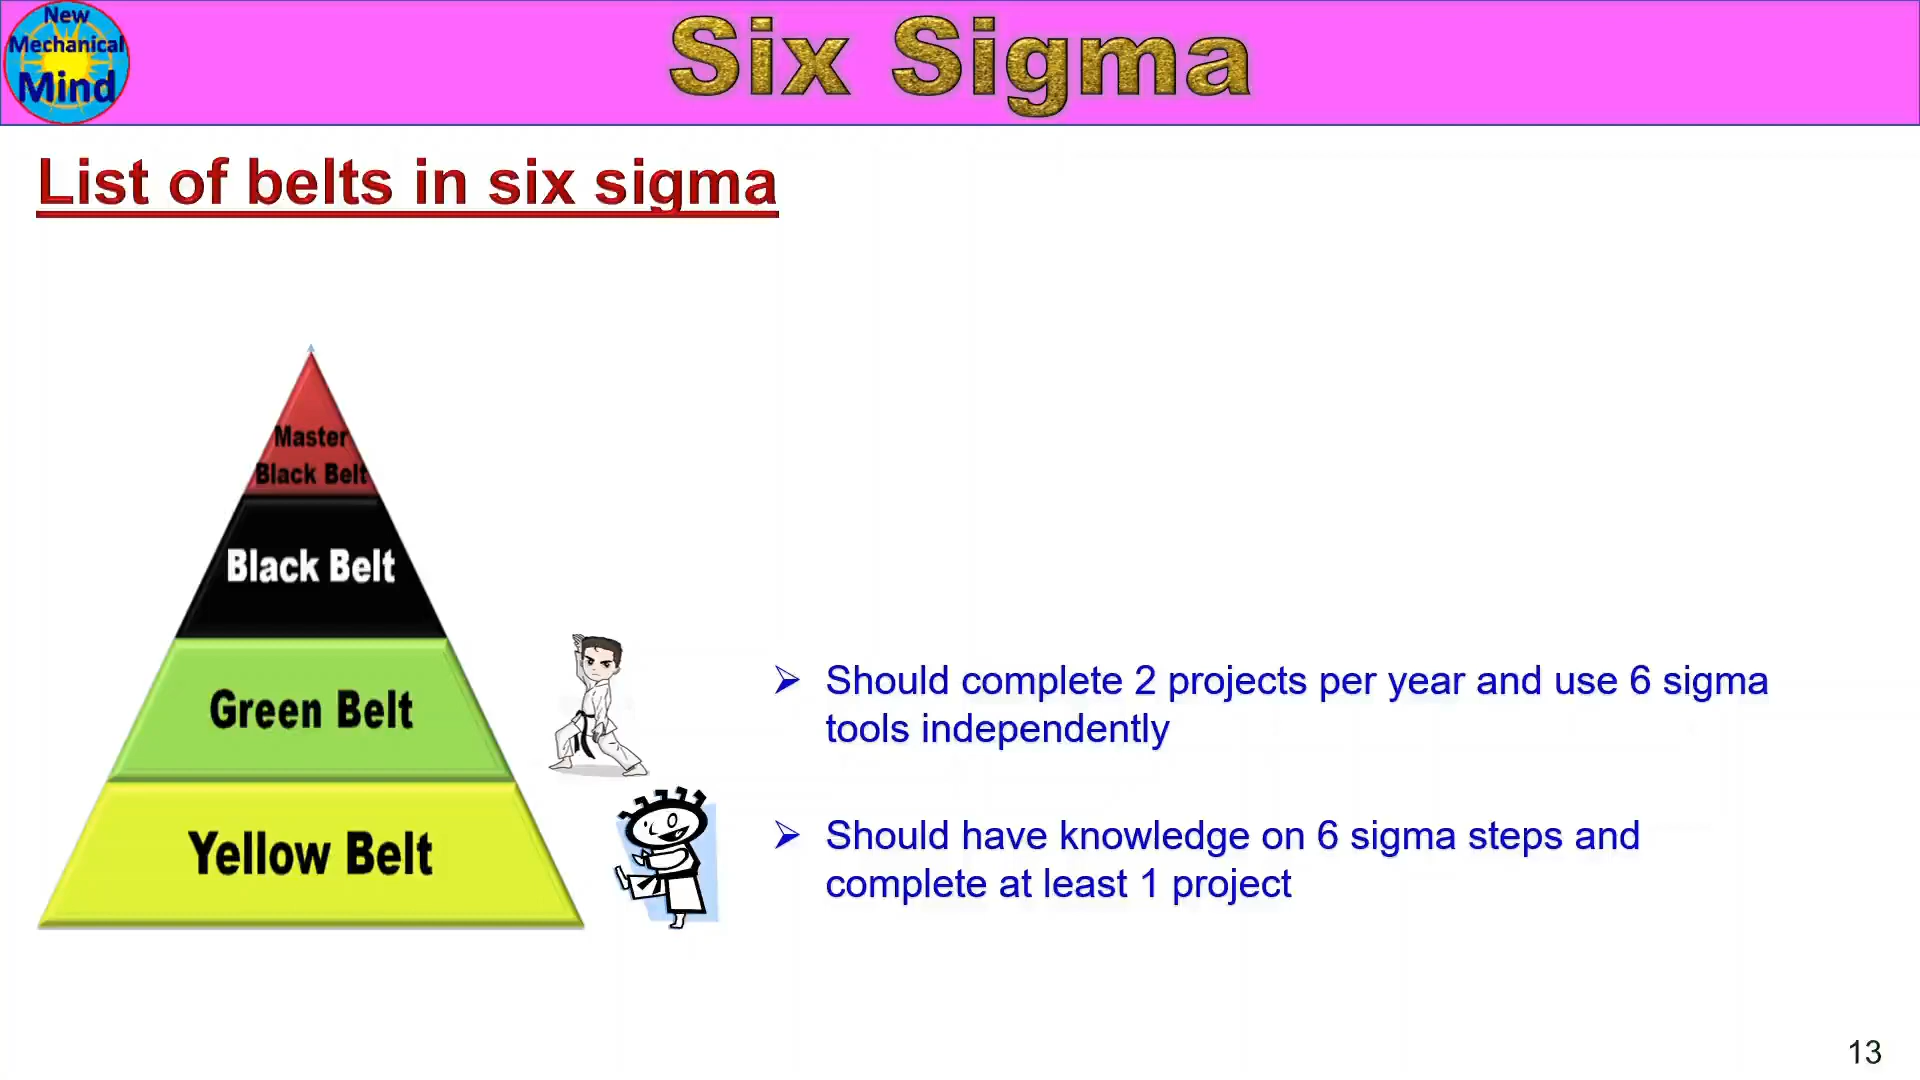 New
Mechanical
Mind
Six Sigma
List of belts in six sigma
Master
Black Belt
Black Belt
Green Belt
Yellow Belt
➢ Should complete 2 projects per year and use 6 sigma
tools independently
➢ Should have knowledge on 6 sigma steps and
complete at least 1 project
13